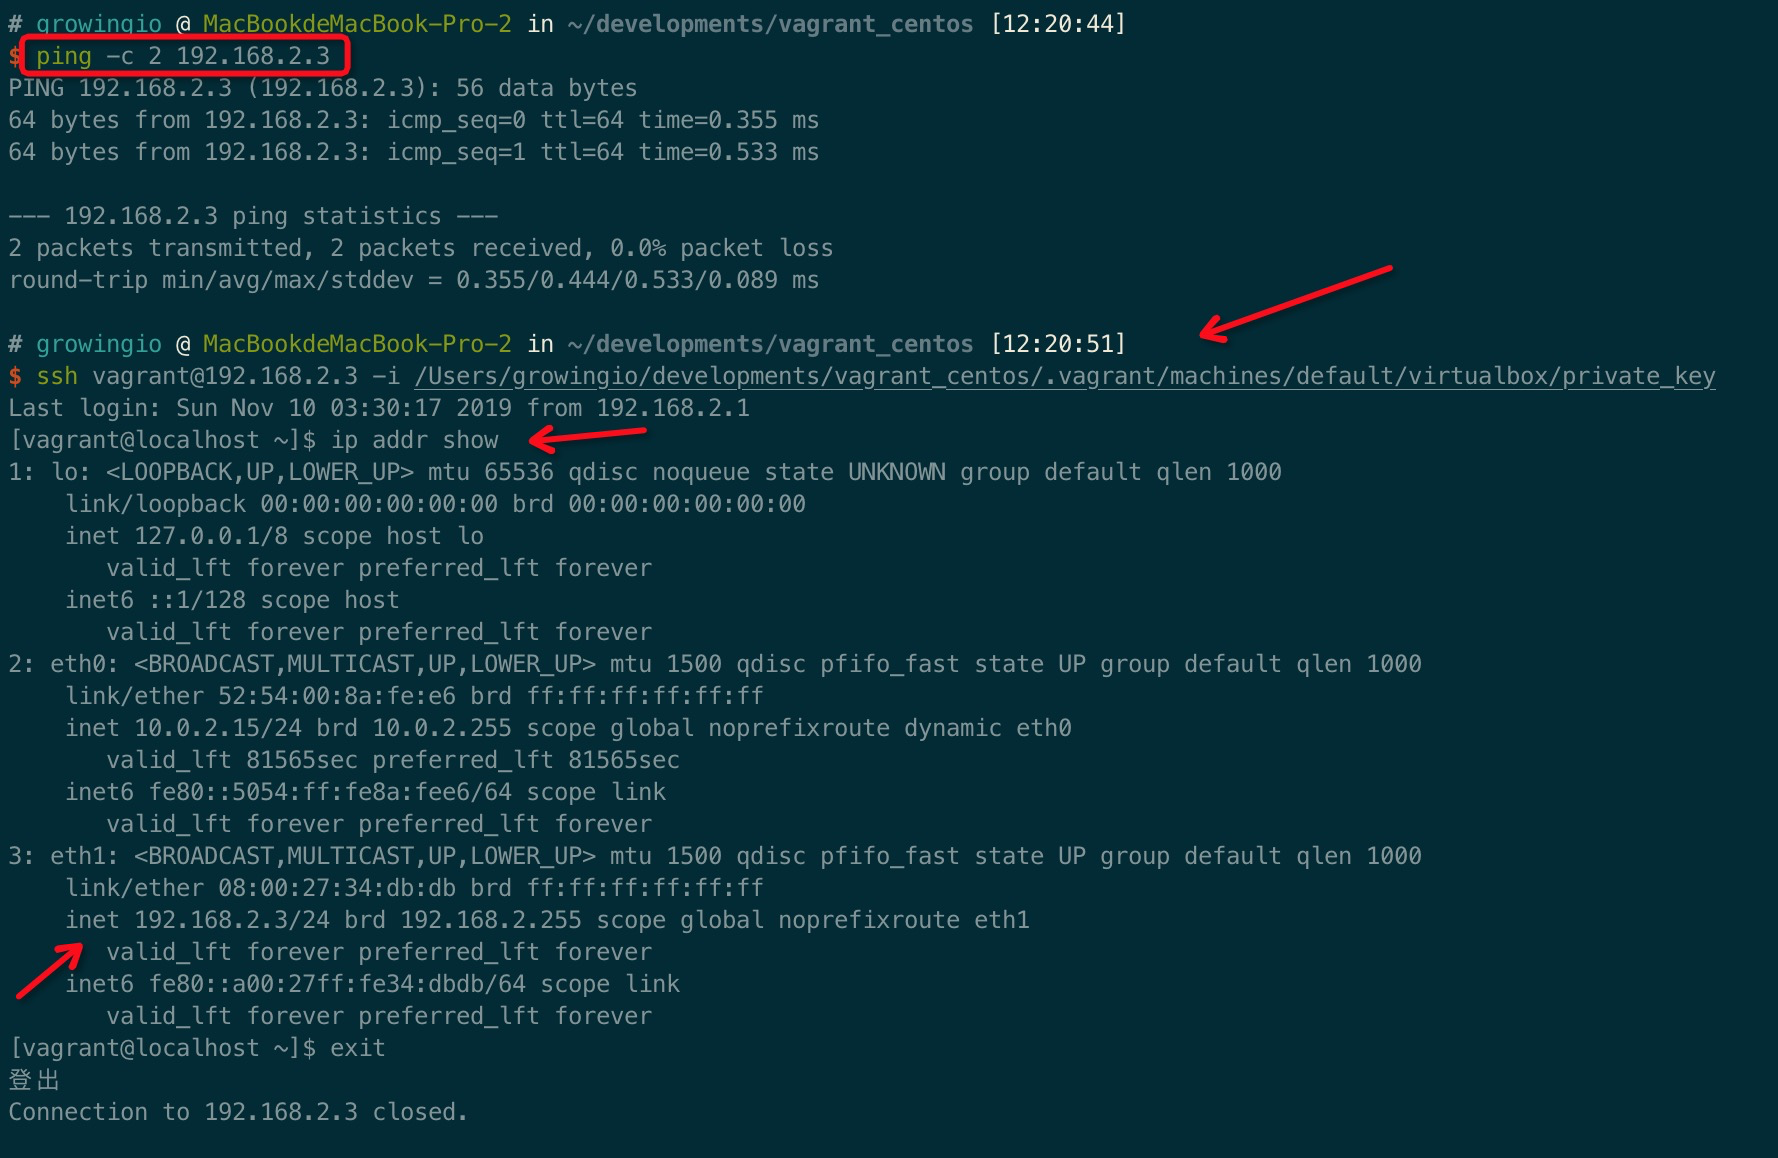 # growingio @ MacBookdeMacBook-Pro-2 in ~/developments/vagrant_centos [12:20:44]
$ ping -c 2 192.168.2.3
PING 192.168.2.3 (192.168.2.3): 56 data bytes
64 bytes from 192.168.2.3: icmp_seq=0 ttl=64 time=0.355 ms
64 bytes from 192.168.2.3: icmp_seq=1 ttl=64 time=0.533 ms
--- 192.168.2.3 ping statistics ---
2 packets transmitted, 2 packets received, 0.0% packet loss
round-trip min/avg/max/stddev = 0.355/0.444/0.533/0.089 ms
# growingio @ MacBookdeMacBook-Pro-2 in ~/developments/vagrant_centos [12:20:51]
$ ssh vagrant@192.168.2.3 -i /Users/growingio/developments/vagrant_centos/.vagrant/machines/default/virtualbox/private_key
Last login: Sun Nov 10 03:30:17 2019 from 192.168.2.1
[vagrant@localhost ~]$ ip addr show
1: lo: <LOOPBACK,UP,LOWER_UP> mtu 65536 qdisc noqueue state UNKNOWN group default qlen 1000
    link/loopback 00:00:00:00:00:00 brd 00:00:00:00:00:00
    inet 127.0.0.1/8 scope host lo
       valid_lft forever preferred_lft forever
    inet6 ::1/128 scope host
       valid_lft forever preferred_lft forever
2: eth0: <BROADCAST,MULTICAST,UP,LOWER_UP> mtu 1500 qdisc pfifo_fast state UP group default qlen 1000
    link/ether 52:54:00:8a:fe:e6 brd ff:ff:ff:ff:ff:ff
    inet 10.0.2.15/24 brd 10.0.2.255 scope global noprefixroute dynamic eth0
       valid_lft 81565sec preferred_lft 81565sec
    inet6 fe80::5054:ff:fe8a:fee6/64 scope link
       valid_lft forever preferred_lft forever
3: eth1: <BROADCAST,MULTICAST,UP,LOWER_UP> mtu 1500 qdisc pfifo_fast state UP group default qlen 1000
    link/ether 08:00:27:34:db:db brd ff:ff:ff:ff:ff:ff
    inet 192.168.2.3/24 brd 192.168.2.255 scope global noprefixroute eth1
       valid_lft forever preferred_lft forever
    inet6 fe80::a00:27ff:fe34:dbdb/64 scope link
       valid_lft forever preferred_lft forever
[vagrant@localhost ~]$ exit
登出
Connection to 192.168.2.3 closed.